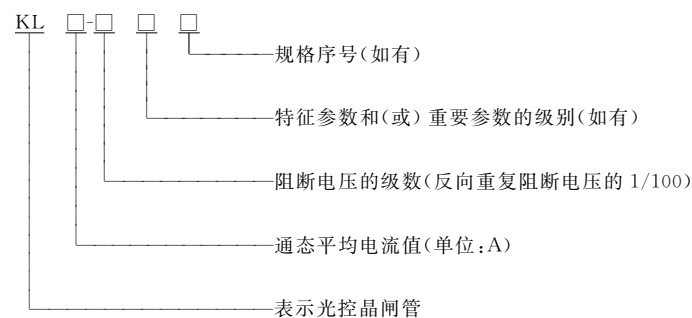 KL □-□ □ □
规格序号(如有)
特征参数和(或)重要参数的级别(如有)
阻断电压的级数(反向重复阻断电压的 1/100)
通态平均电流值(单位:A)
表示光控晶闸管